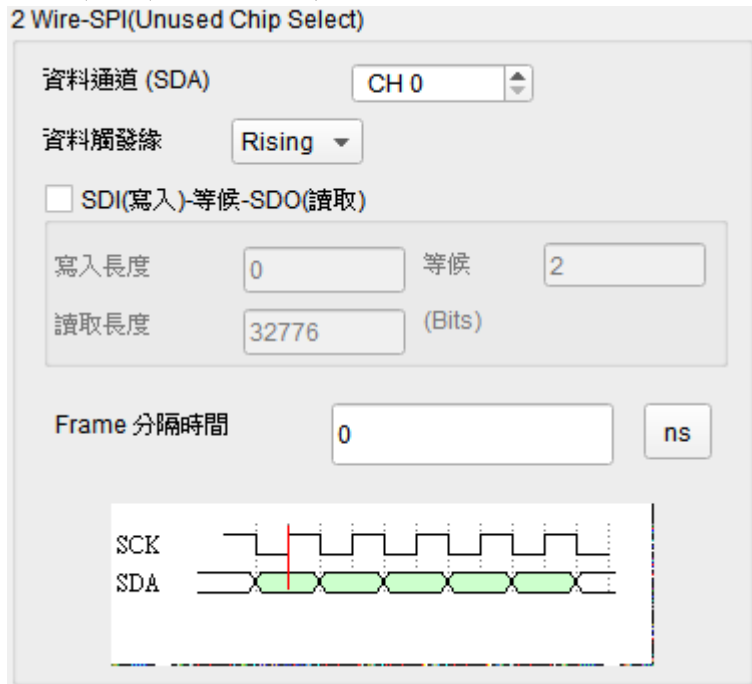 2 Wire-SPI(Unused Chip Select)
資料通道 (SDA) CH 0
資料觸發緣 Rising
SDI(寫入)-等候-SDO(讀取)
寫入長度 0 等候 2
讀取長度 32776 (Bits)
Frame 分隔時間 0 ns
SCK
SDA